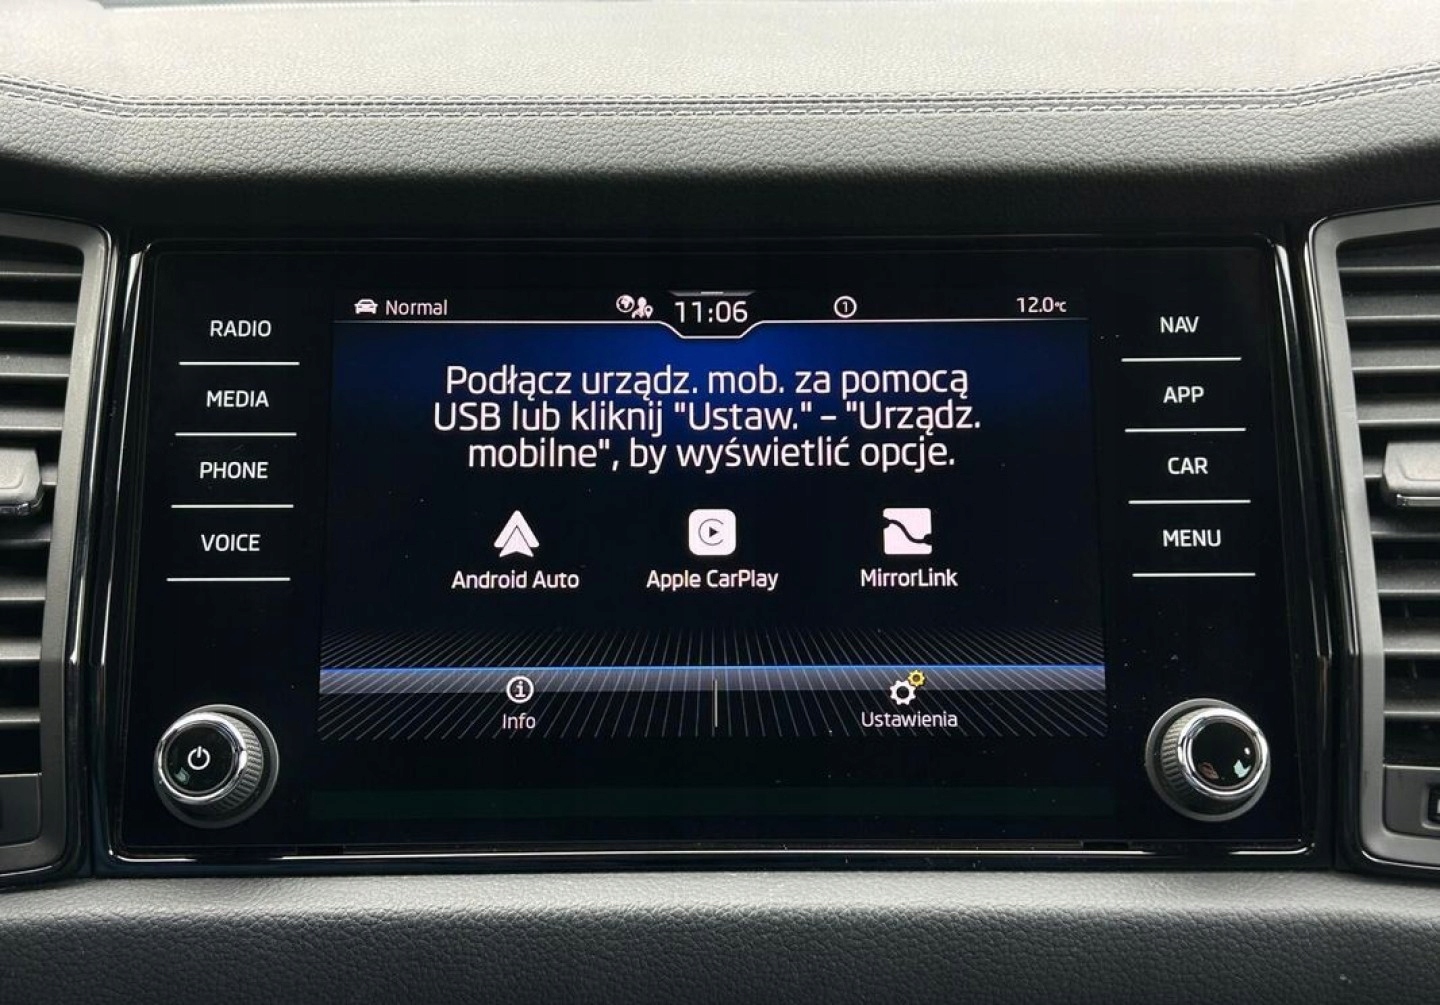 Normal
11:06
1
12.0°C
RADIO
MEDIA
PHONE
VOICE
Podłącz urządz. mob. za pomocą
USB lub kliknij "Ustaw." – "Urządz.
mobilne", by wyświetlić opcje.
Android Auto
Apple CarPlay
MirrorLink
Info
Ustawienia
NAV
APP
CAR
MENU